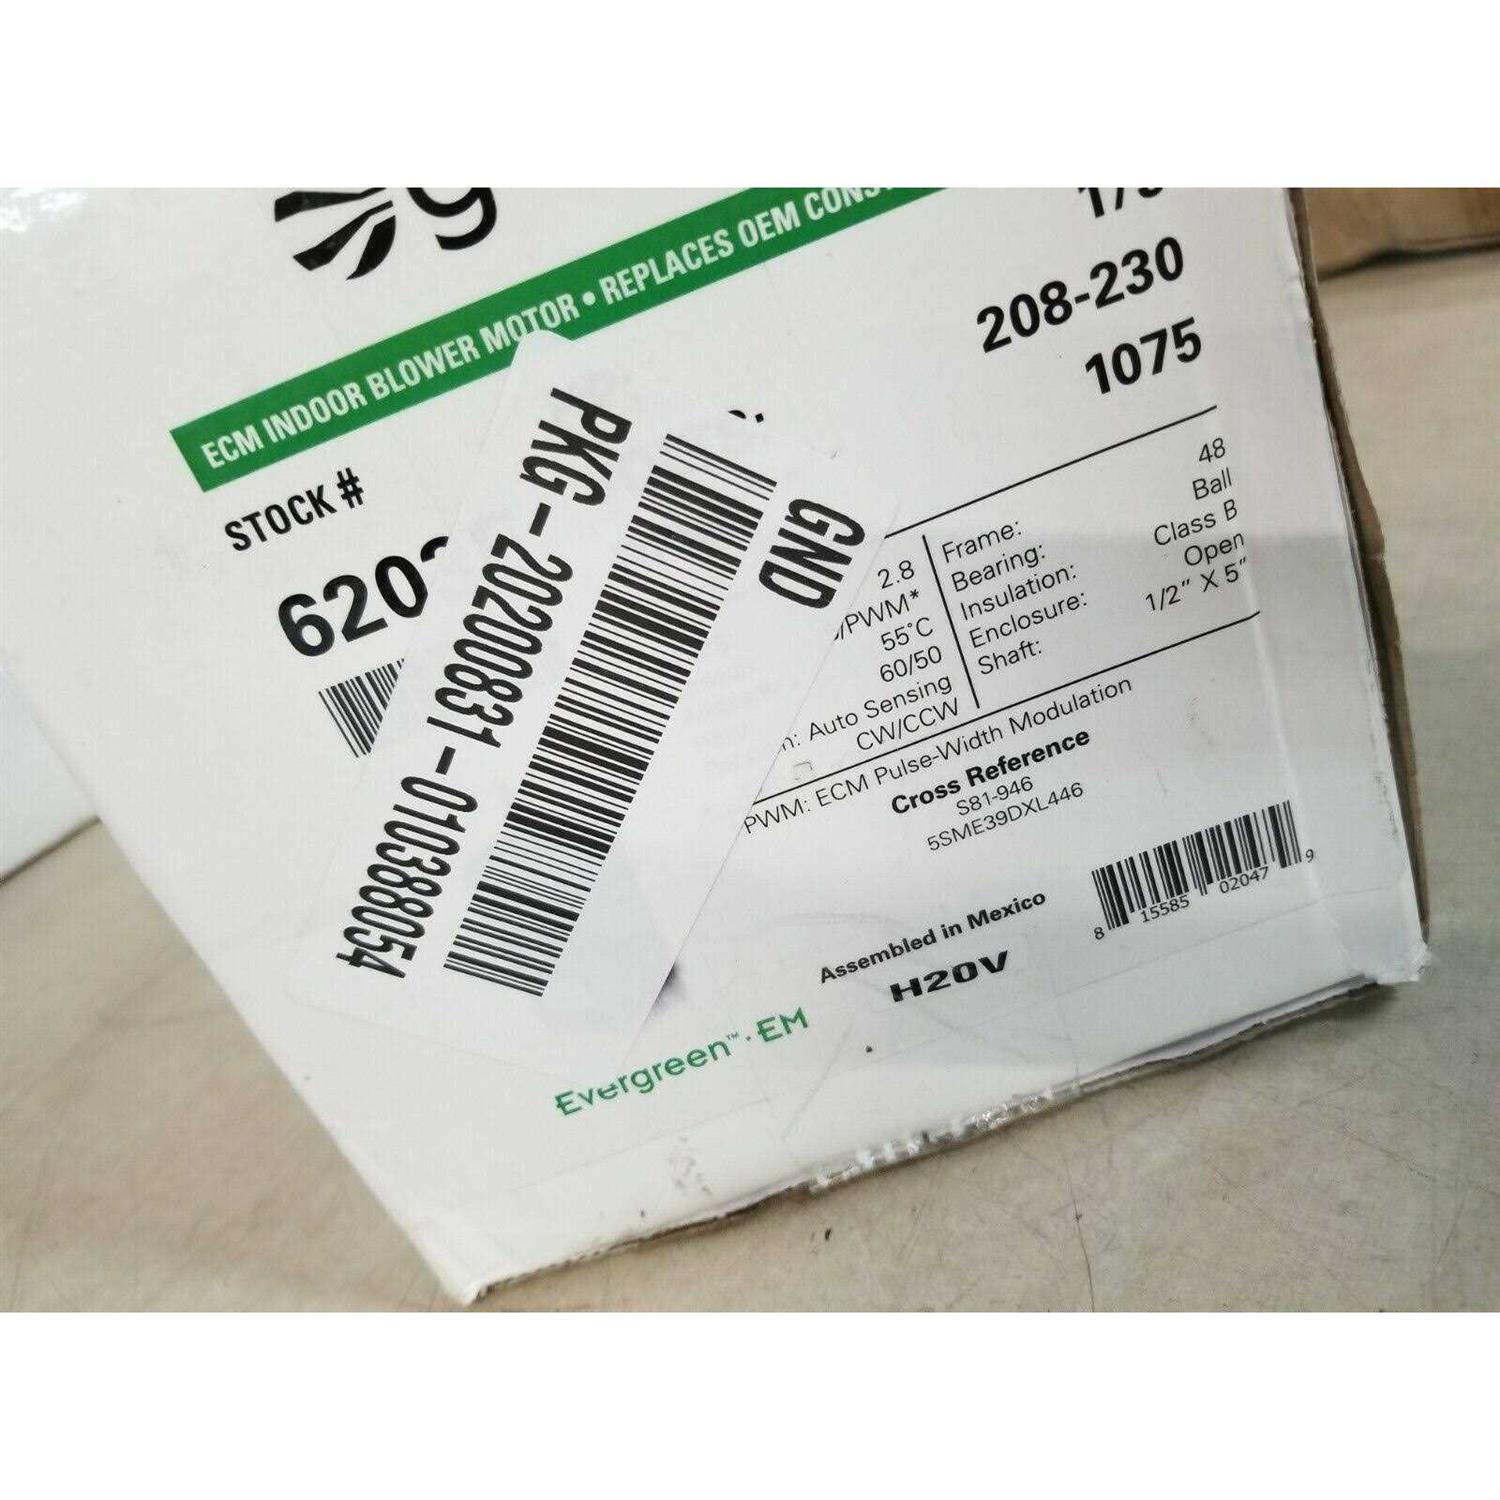 ECM INDOOR BLOWER MOTOR • REPLACES OEM
208-230
1075
STOCK #
620
PKG-20200831-010388054
GND
2.8
/PWM*
55°C
60/50
Auto Sensing
CW/CCW
Frame: 48
Bearing: Ball
Insulation: Class B
Enclosure: Open
Shaft: 1/2" X 5"
PWM: ECM Pulse-Width Modulation
Cross Reference
S81-946
5SME39DXL446
Assembled in Mexico
H20V
8 15585 02047 9
Evergreen™·EM